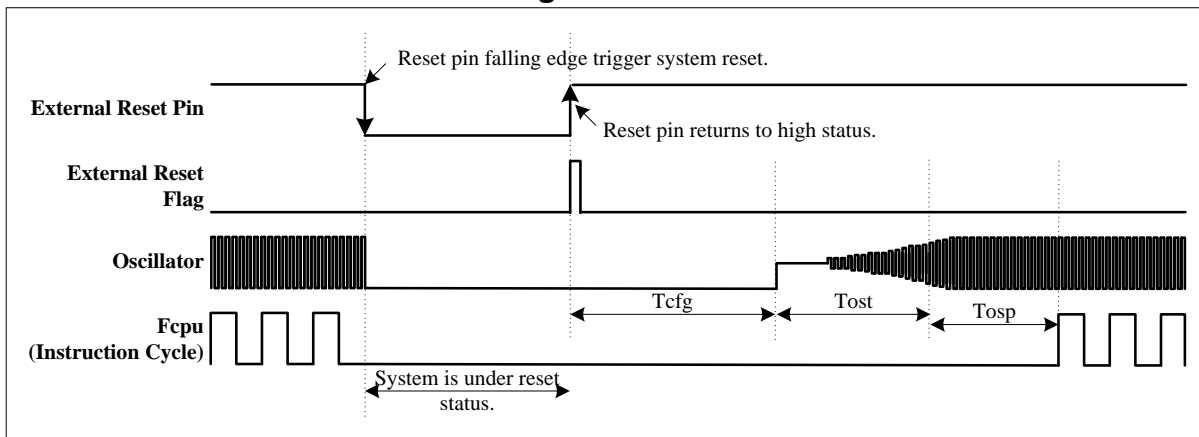 Reset pin falling edge trigger system reset.
External Reset Pin
Reset pin returns to high status.
External Reset
Flag
Oscillator
Tcfg
Tost
Tosp
Fcpu
(Instruction Cycle)
System is under reset
status.